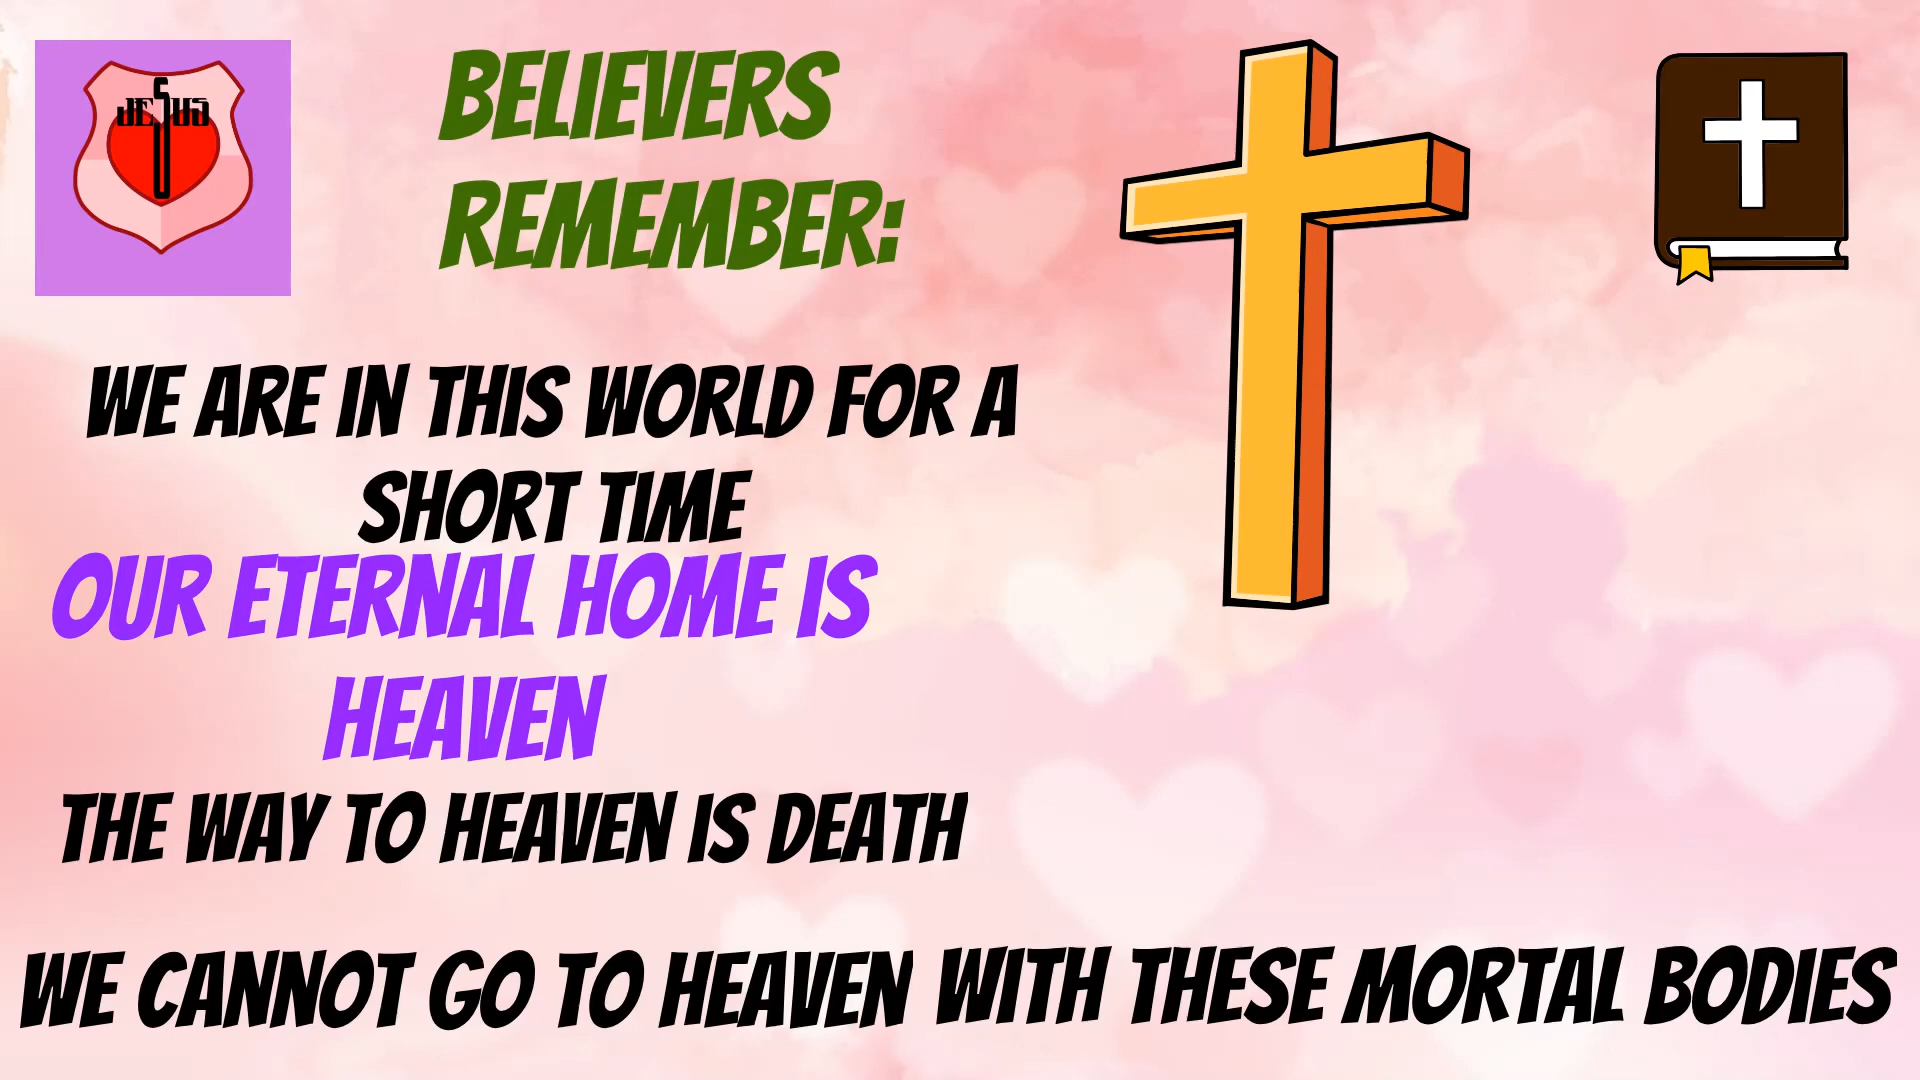 JESUS
BELIEVERS
REMEMBER:
WE ARE IN THIS WORLD FOR A
SHORT TIME
OUR ETERNAL HOME IS
HEAVEN
THE WAY TO HEAVEN IS DEATH
WE CANNOT GO TO HEAVEN WITH THESE MORTAL BODIES